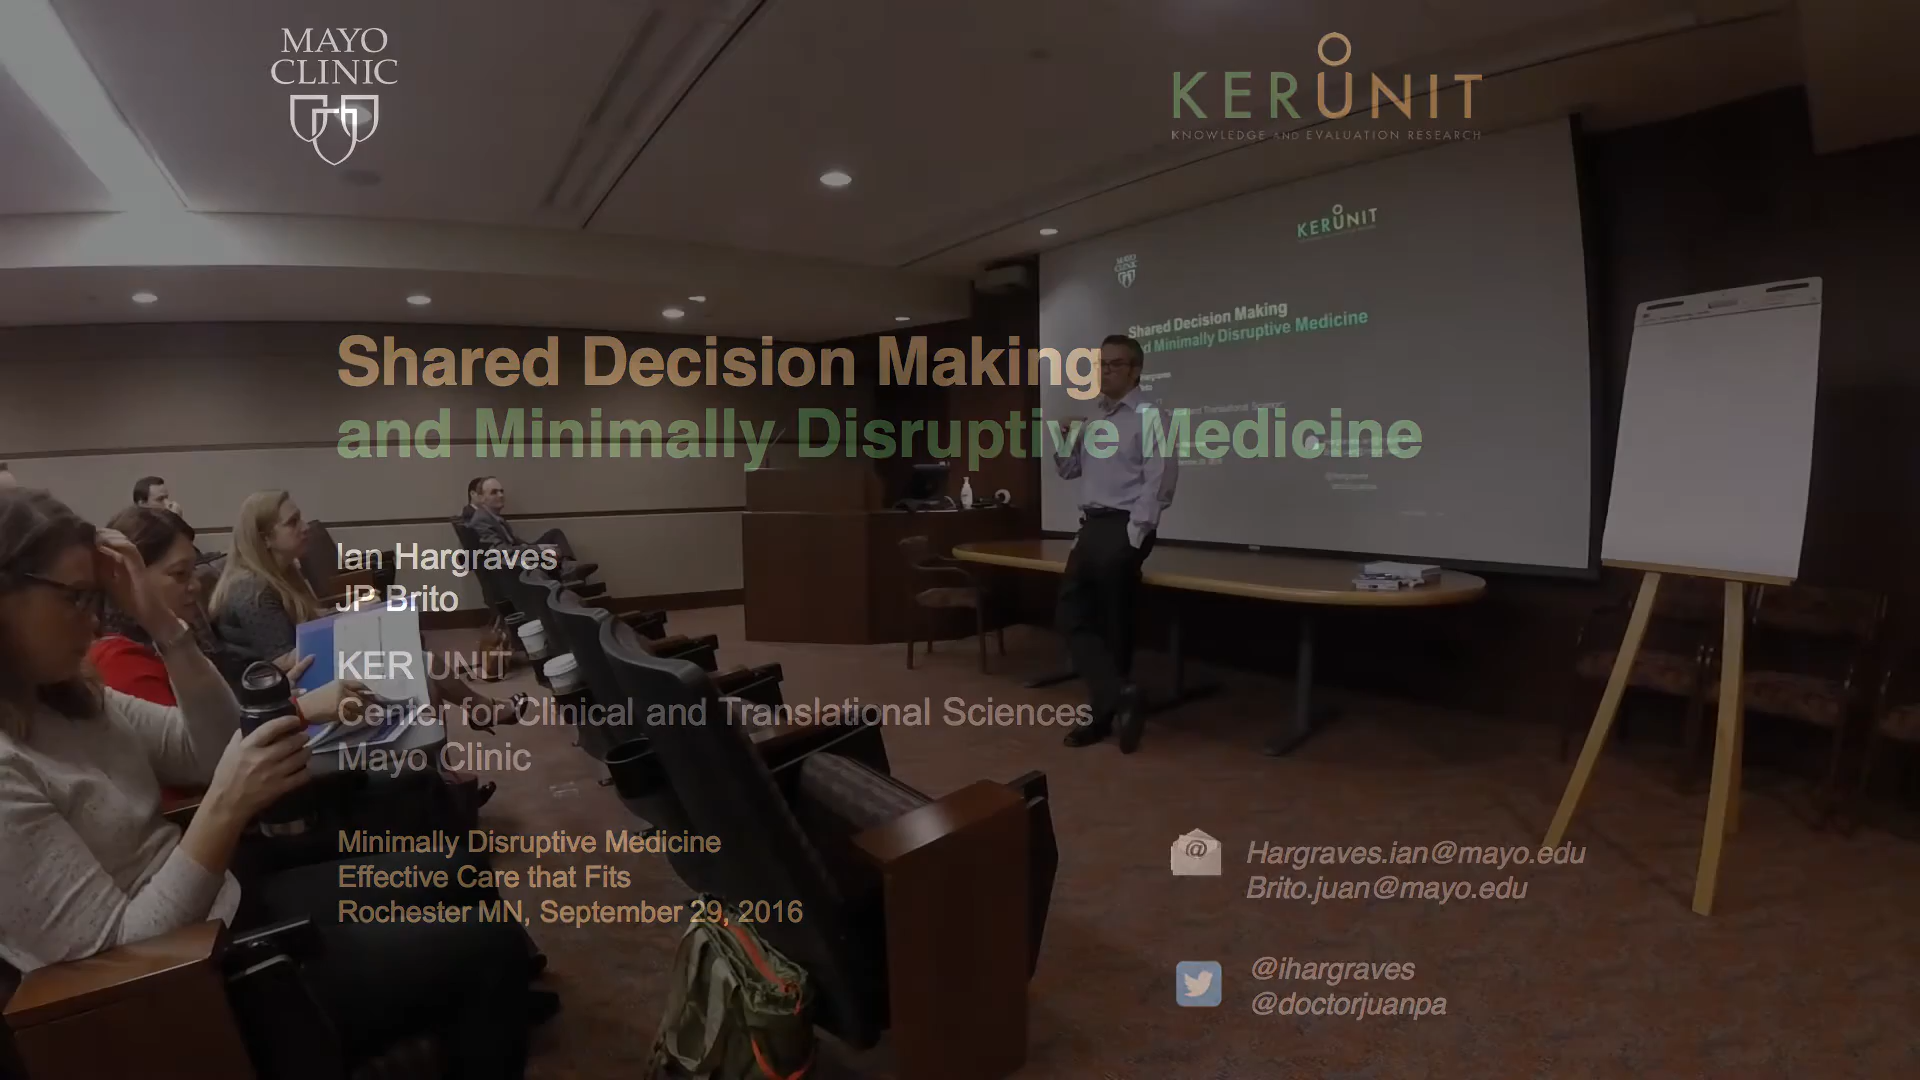 MAYO
CLINIC
KERUNIT
KNOWLEDGE AND EVALUATION RESEARCH
KERUNIT
MAYO
CLINIC
Shared Decision Making
and Minimally Disruptive Medicine
Shared Decision Making
Minimally Disruptive Medicine
Ian Hargraves
JP Brito
KER UNIT
Center for Clinical and Translational Sciences
Mayo Clinic
Minimally Disruptive Medicine
Effective Care that Fits
Rochester MN, September 29, 2016
Hargraves.ian@mayo.edu
Brito.juan@mayo.edu
@ihargraves
@doctorjuanpa